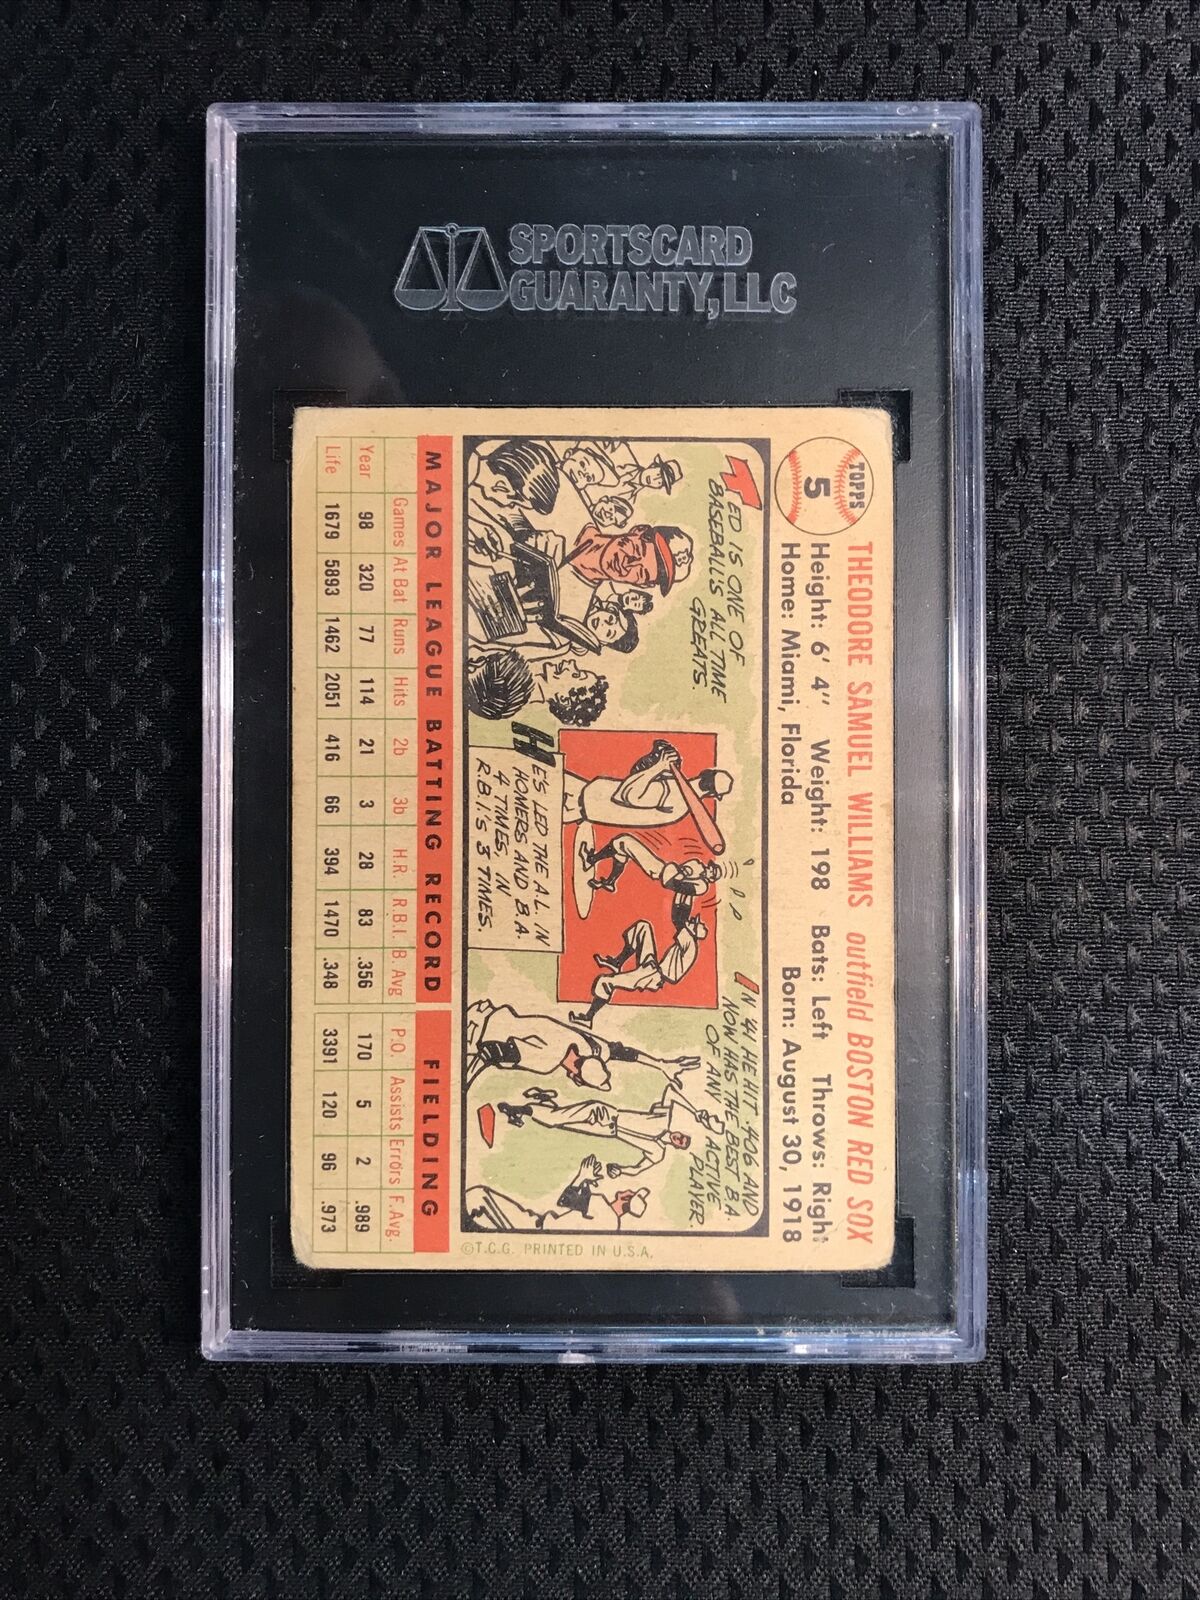 SPORTSCARD
GUARANTY, LLC
TOPPS
5
THEODORE SAMUEL WILLIAMS outfield BOSTON RED SOX
Height: 6' 4" Weight: 198 Bats: Left Throws: Right
Home: Miami, Florida Born: August 30, 1918
TED IS ONE OF
BASEBALL'S ALL TIME
GREATS.
HE'S LED THE A.L. IN
HOMERS AND B.A.
4 TIMES, IN
R.B.I.'S 3 TIMES.
IN '41 HE HIT .406 AND
NOW HAS THE BEST B.A.
OF ANY ACTIVE
PLAYER.
©T.C.G. PRINTED IN U.S.A.
MAJOR LEAGUE BATTING RECORD FIELDING
Games At Bat Runs Hits 2b 3b H.R. R.B.I. B. Avg P.O. Assists Errors F. Avg.
Year 98 320 77 114 21 3 28 83 .356 170 5 2 .989
Life 1679 5893 1462 2051 416 66 394 1470 .348 3391 120 96 .973